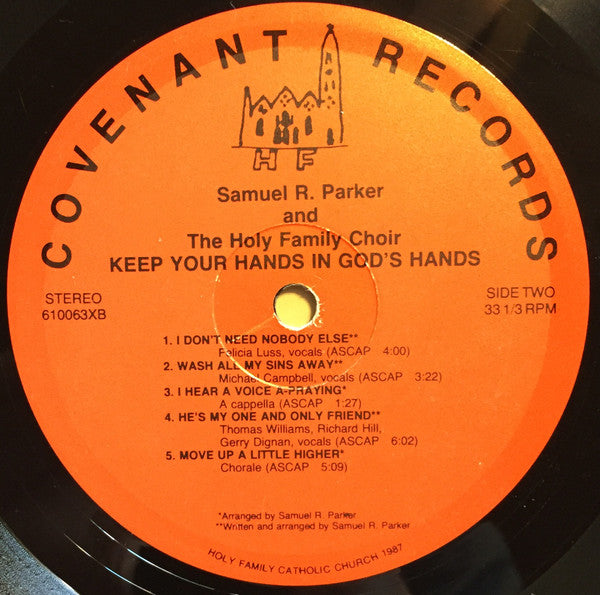 COVENANT RECORDS
HF
Samuel R. Parker
and
The Holy Family Choir
KEEP YOUR HANDS IN GOD'S HANDS
STEREO
610063XB
SIDE TWO
33 1/3 RPM
1. I DON'T NEED NOBODY ELSE**
Felicia Luss, vocals (ASCAP 4:00)
2. WASH ALL MY SINS AWAY**
Michael Campbell, vocals (ASCAP 3:22)
3. I HEAR A VOICE A-PRAYING*
A cappella (ASCAP 1:27)
4. HE'S MY ONE AND ONLY FRIEND**
Thomas Williams, Richard Hill,
Gerry Dignan, vocals (ASCAP 6:02)
5. MOVE UP A LITTLE HIGHER*
Chorale (ASCAP 5:09)
*Arranged by Samuel R. Parker
**Written and arranged by Samuel R. Parker
HOLY FAMILY CATHOLIC CHURCH 1987